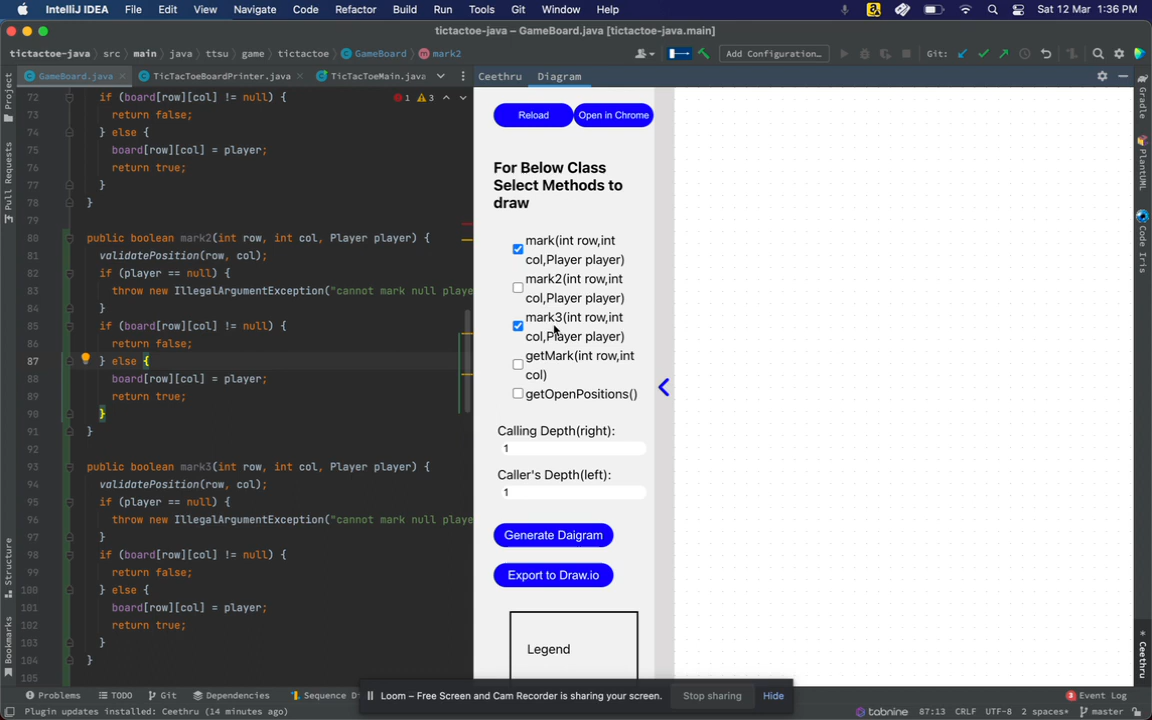 IntelliJ IDEA File Edit View Navigate Code Refactor Build Run Tools Git Window Help Sat 12 Mar 1:36 PM
tictactoe-java – GameBoard.java [tictactoe-java.main]
tictactoe-java › src › main › java › ttsu › game › tictactoe › GameBoard › mark2 Add Configuration... Git:
GameBoard.java TicTacToeBoardPrinter.java TicTacToeMain.java Ceethru Diagram
Project
Pull Requests
Structure
Bookmarks
72 if (board[row][col] != null) { 1 3
73 return false;
74 } else {
75 board[row][col] = player;
76 return true;
77 }
78 }
79
80 public boolean mark2(int row, int col, Player player) {
81 validatePosition(row, col);
82 if (player == null) {
83 throw new IllegalArgumentException("cannot mark null playe
84 }
85 if (board[row][col] != null) {
86 return false;
87 } else {
88 board[row][col] = player;
89 return true;
90 }
91 }
92
93 public boolean mark3(int row, int col, Player player) {
94 validatePosition(row, col);
95 if (player == null) {
96 throw new IllegalArgumentException("cannot mark null playe
97 }
98 if (board[row][col] != null) {
99 return false;
100 } else {
101 board[row][col] = player;
102 return true;
103 }
104 }
105
Reload Open in Chrome
For Below Class
Select Methods to
draw
mark(int row,int
col,Player player)
mark2(int row,int
col,Player player)
mark3(int row,int
col,Player player)
getMark(int row,int
col)
getOpenPositions()
Calling Depth(right):
1
Caller's Depth(left):
1
Generate Daigram
Export to Draw.io
Legend
Gradle
PlantUML
Code Iris
Ceethru
Loom – Free Screen and Cam Recorder is sharing your screen. Stop sharing Hide
Problems TODO Git Dependencies Sequence D 3 Event Log
Plugin updates installed: Ceethru (14 minutes ago) tabnine 87:13 CRLF UTF-8 2 spaces* master